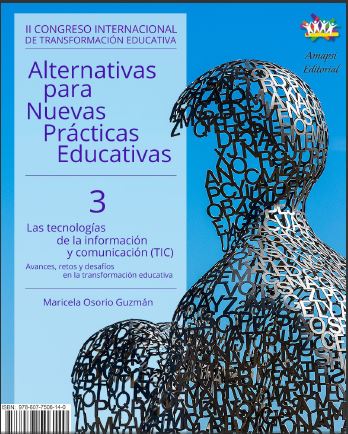 II CONGRESO INTERNACIONAL
DE TRANSFORMACIÓN EDUCATIVA
Alternativas
para
Nuevas
Prácticas
Educativas
3
Las tecnologías
de la información
y comunicación (TIC)
Avances, retos y desafíos
en la transformación educativa
Maricela Osorio Guzmán
Amapsi
Editorial
ISBN: 978-607-7506-14-0